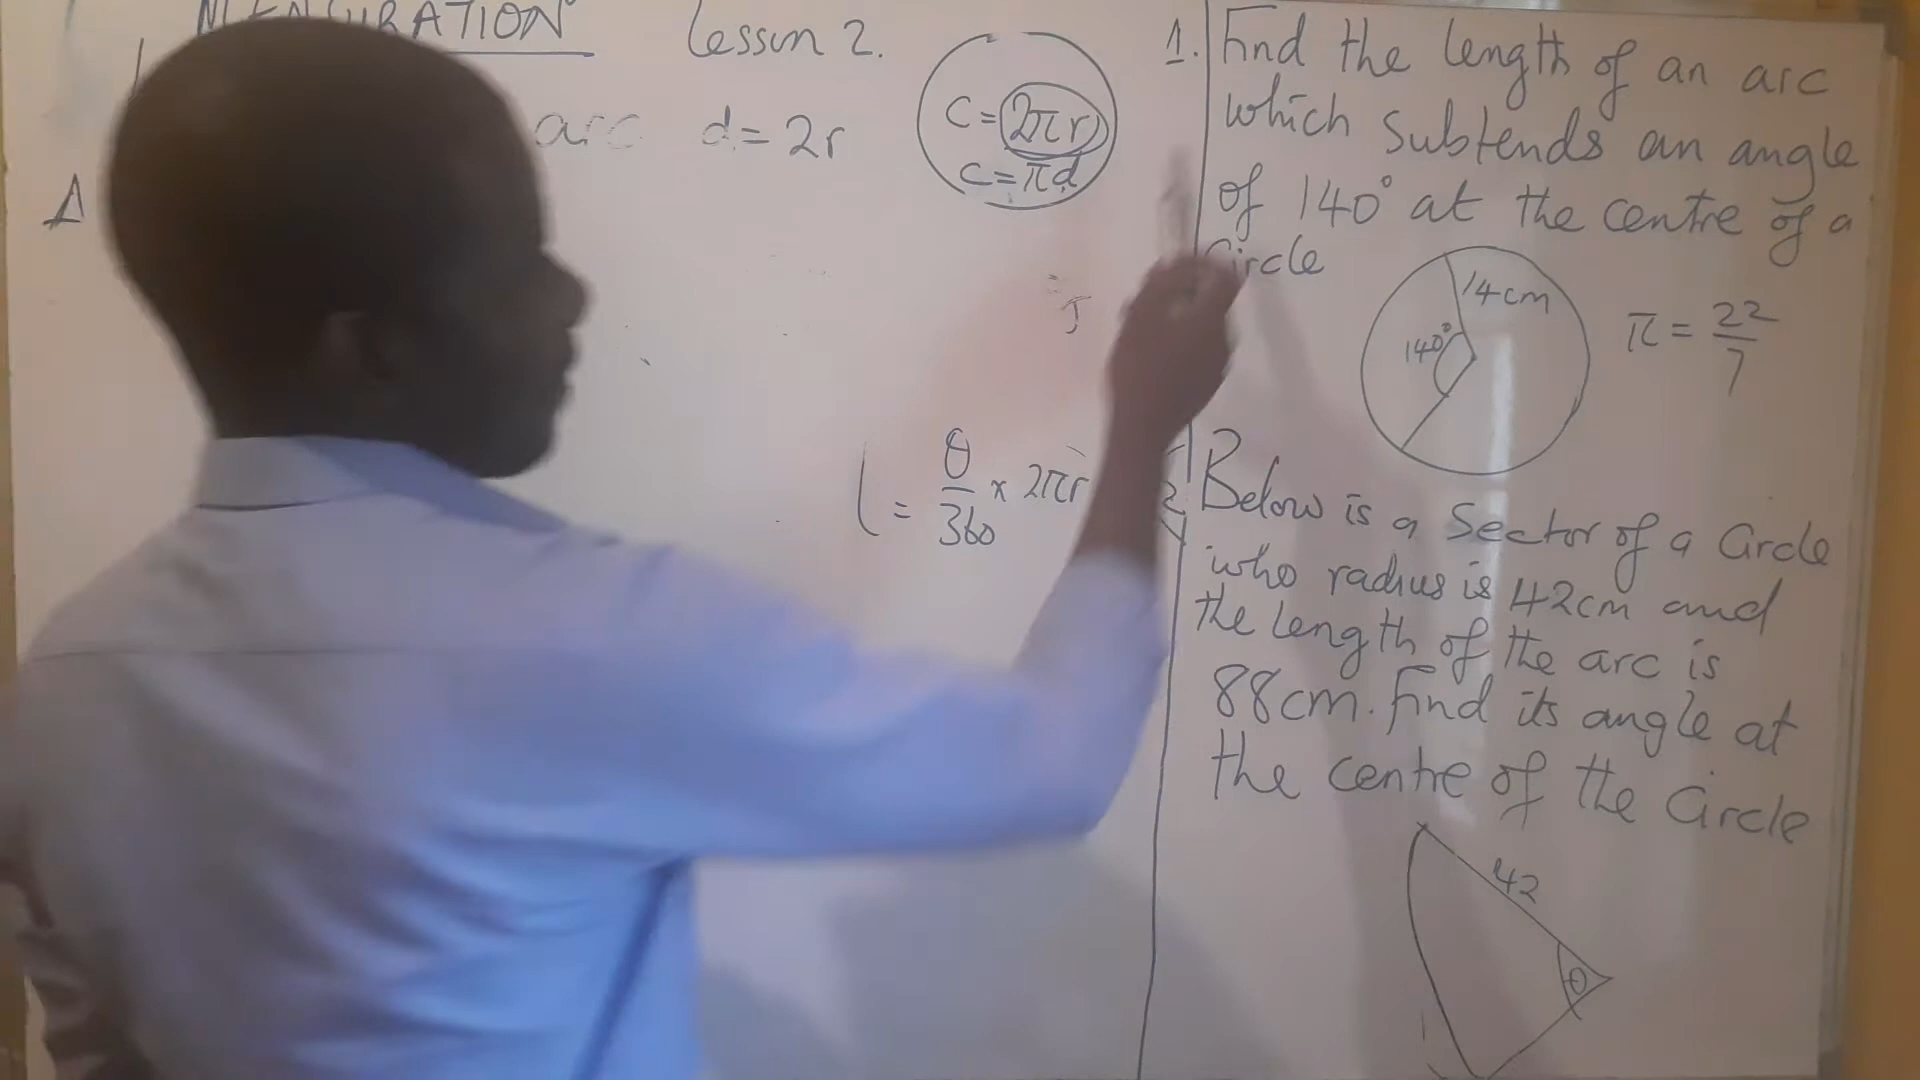 Lesson 2.
arc d = 2r
C = 2πr
C = πd
l = θ/360 × 2πr
1. Find the length of an arc
which subtends an angle
of 140° at the centre of a
Circle
14cm
140°
π = 22/7
2 Below is a Sector of a Circle
who radius is 42cm and
the length of the arc is
88cm. Find its angle at
the centre of the Circle
42
θ